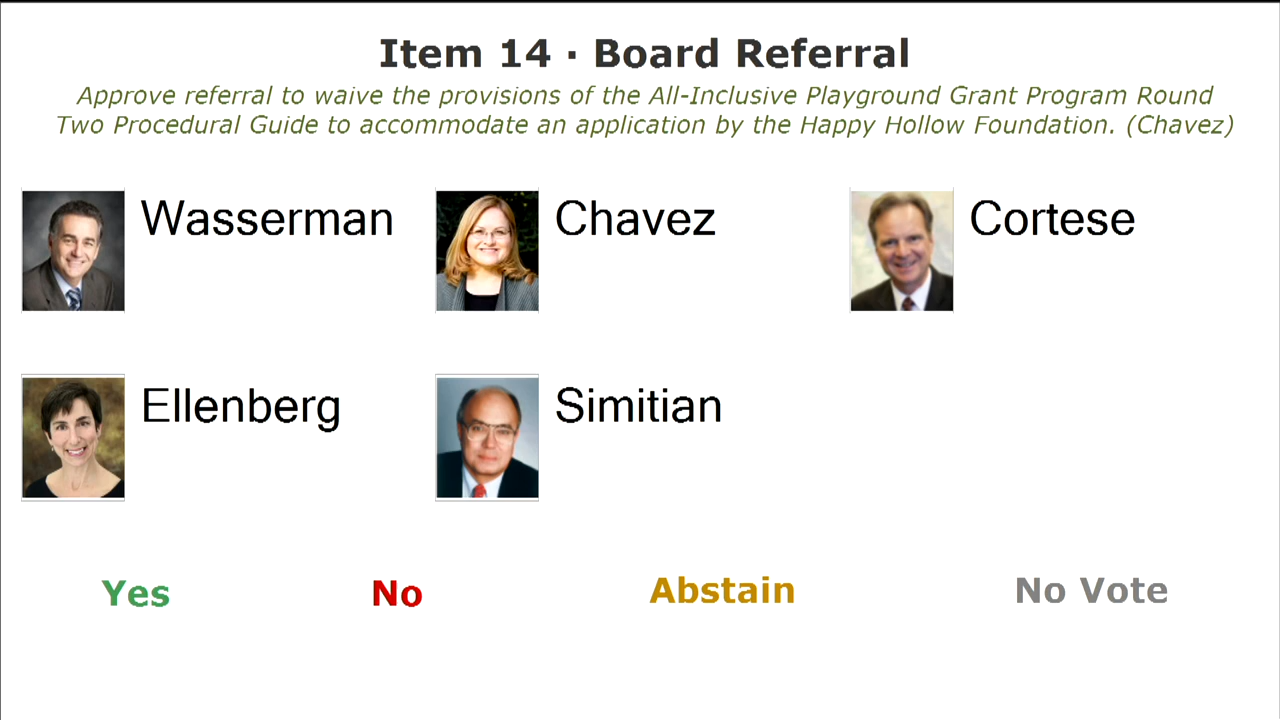 Item 14 · Board Referral
Approve referral to waive the provisions of the All-Inclusive Playground Grant Program Round
Two Procedural Guide to accommodate an application by the Happy Hollow Foundation. (Chavez)
Wasserman Chavez Cortese
Ellenberg Simitian
Yes No Abstain No Vote